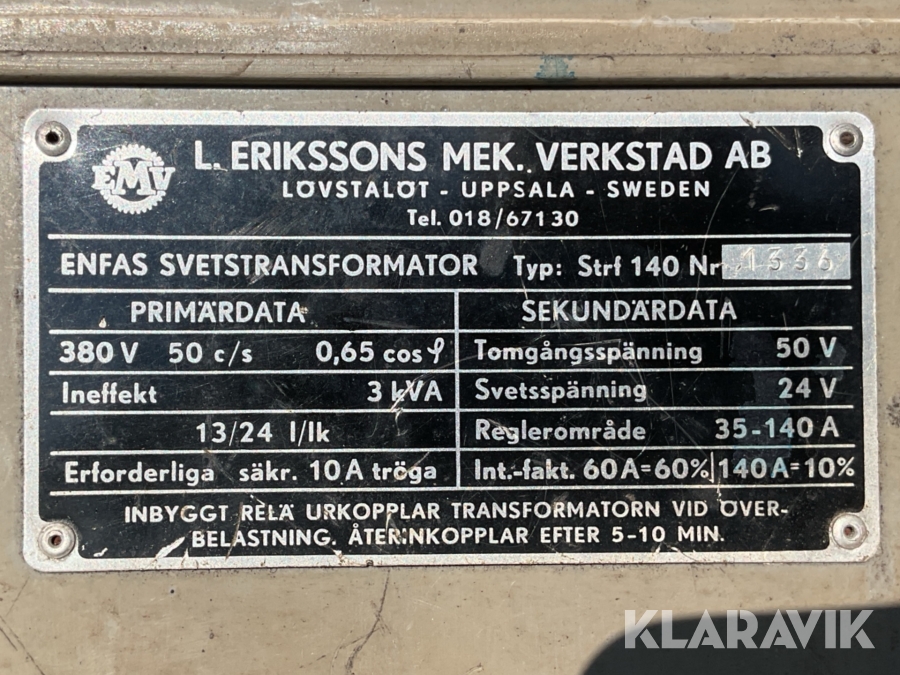 EMV
L. ERIKSSONS MEK. VERKSTAD AB
LÖVSTALÖT - UPPSALA - SWEDEN
Tel. 018/67130
ENFAS SVETSTRANSFORMATOR Typ: Strf 140 Nr 1336
PRIMÄRDATA
380 V 50 c/s 0,65 cos φ
Ineffekt 3 kVA
13/24 I/Ik
Erforderliga säkr. 10 A tröga
SEKUNDÄRDATA
Tomgångsspänning 50 V
Svetsspänning 24 V
Reglerområde 35-140 A
Int.-fakt. 60 A=60% 140 A=10%
INBYGGT RELÄ URKOPPLAR TRANSFORMATORN VID ÖVER-
BELASTNING. ÅTERINKOPPLAR EFTER 5-10 MIN.
KLARAVIK